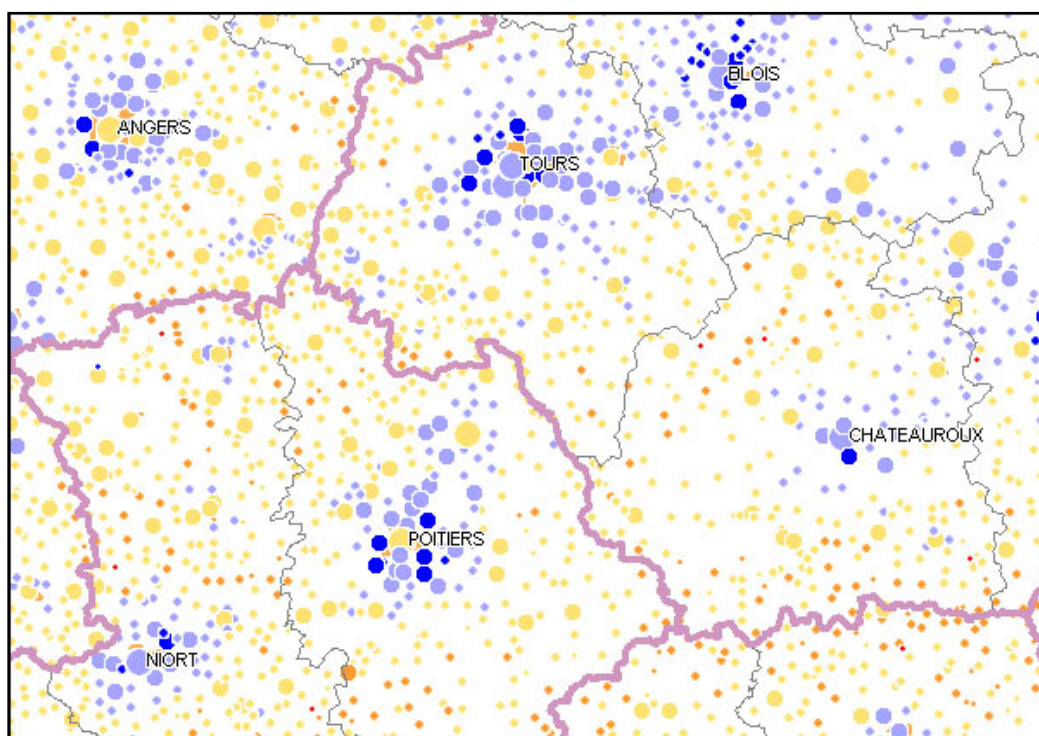 BLOIS
ANGERS
TOURS
CHATEAUROUX
POITIERS
NIORT